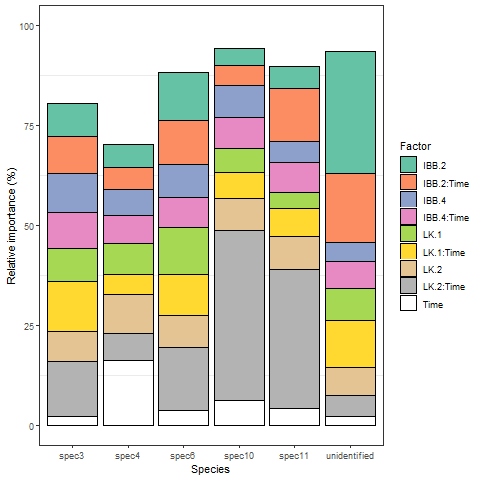 100
75
50
25
0
Relative importance (%)
spec3 spec4 spec6 spec10 spec11 unidentified
Species
Factor
IBB.2
IBB.2:Time
IBB.4
IBB.4:Time
LK.1
LK.1:Time
LK.2
LK.2:Time
Time